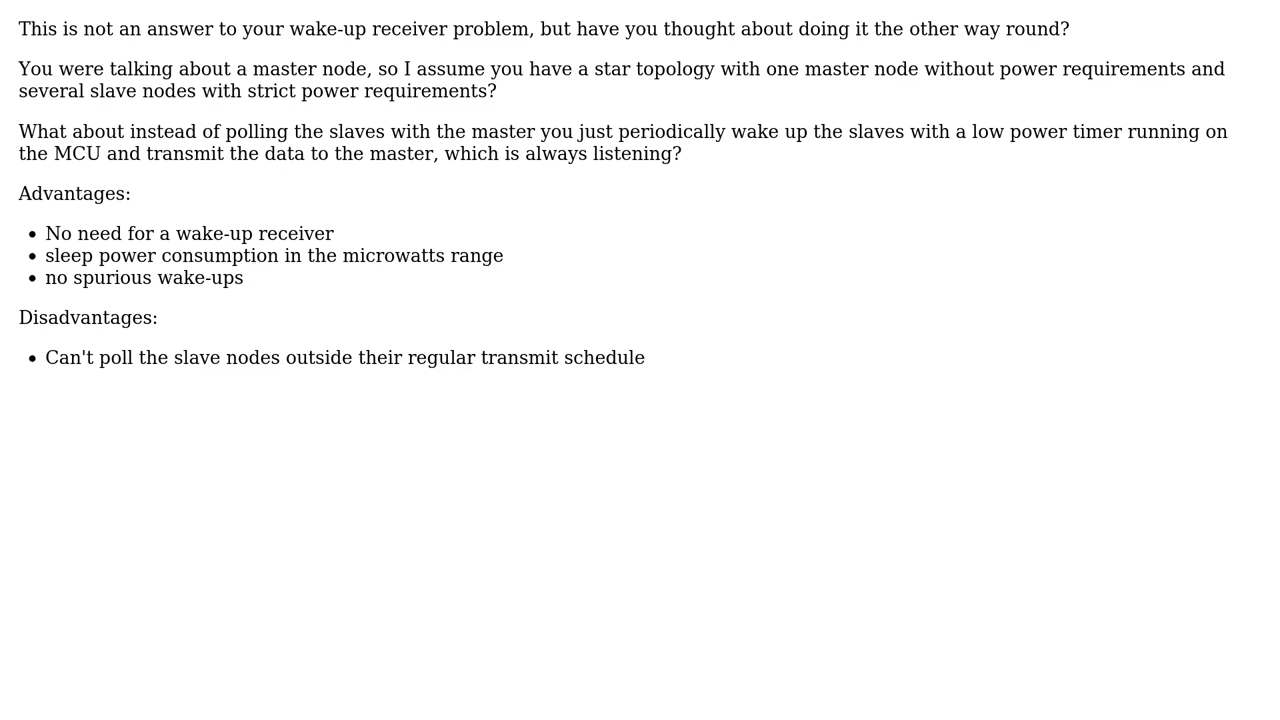 This is not an answer to your wake-up receiver problem, but have you thought about doing it the other way round?
You were talking about a master node, so I assume you have a star topology with one master node without power requirements and
several slave nodes with strict power requirements?
What about instead of polling the slaves with the master you just periodically wake up the slaves with a low power timer running on
the MCU and transmit the data to the master, which is always listening?
Advantages:
• No need for a wake-up receiver
• sleep power consumption in the microwatts range
• no spurious wake-ups
Disadvantages:
• Can't poll the slave nodes outside their regular transmit schedule